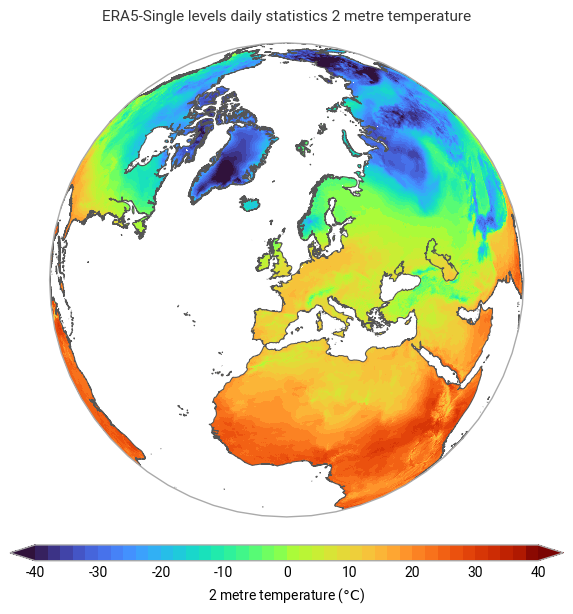 ERA5-Single levels daily statistics 2 metre temperature
-40 -30 -20 -10 0 10 20 30 40
2 metre temperature (°C)